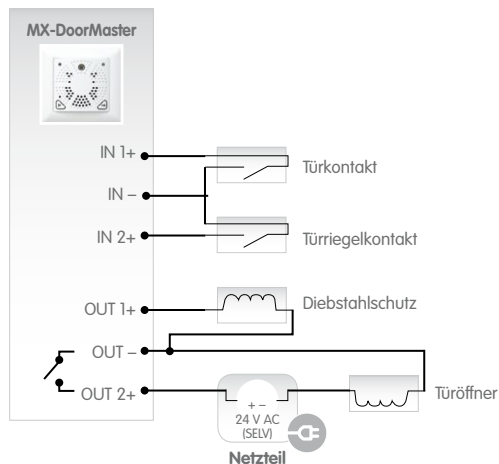 MX-DoorMaster
IN 1+
Türkontakt
IN –
IN 2+
Türriegelkontakt
OUT 1+
Diebstahlschutz
OUT –
OUT 2+
+ –
24 V AC
(SELV)
Türöffner
Netzteil